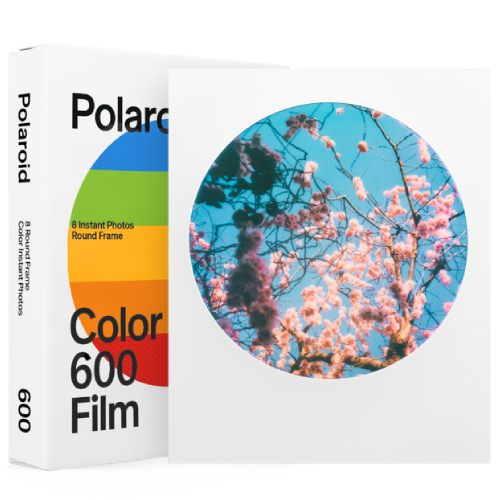 Polaroid
8 Round Frame
Color Instant Photos
600
Polaro
8 Instant Photos
Round Frame
Color
600
Film